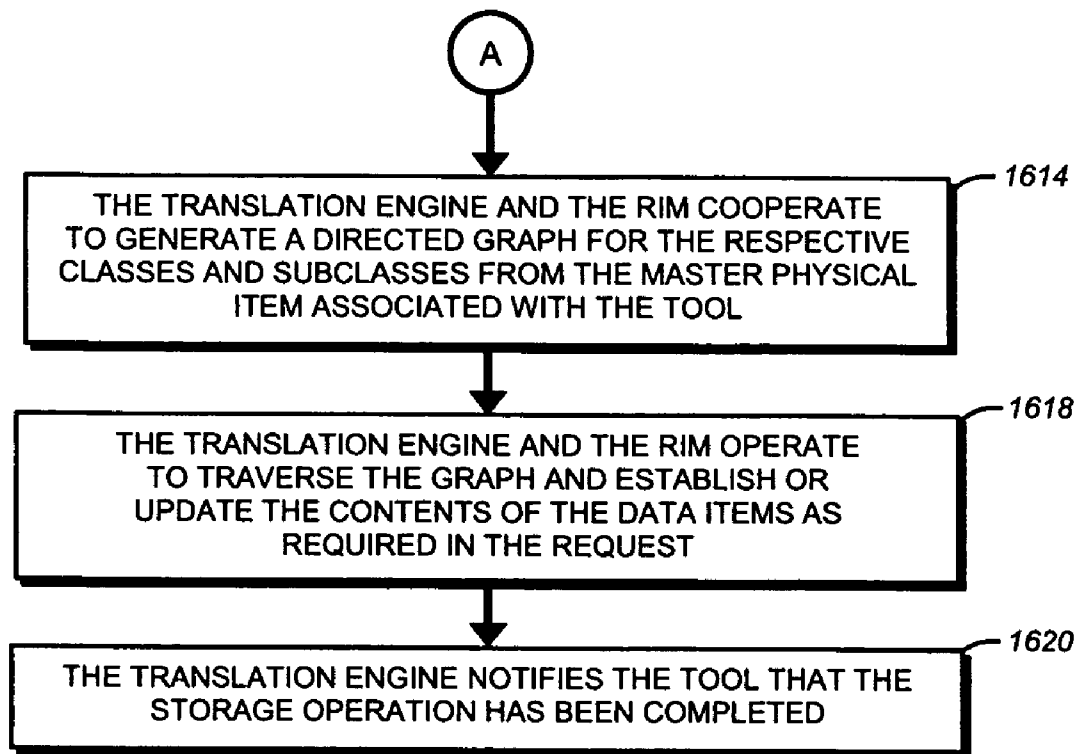 A
1614
THE TRANSLATION ENGINE AND THE RIM COOPERATE
TO GENERATE A DIRECTED GRAPH FOR THE RESPECTIVE
CLASSES AND SUBCLASSES FROM THE MASTER PHYSICAL
ITEM ASSOCIATED WITH THE TOOL
1618
THE TRANSLATION ENGINE AND THE RIM OPERATE
TO TRAVERSE THE GRAPH AND ESTABLISH OR
UPDATE THE CONTENTS OF THE DATA ITEMS AS
REQUIRED IN THE REQUEST
1620
THE TRANSLATION ENGINE NOTIFIES THE TOOL THAT THE
STORAGE OPERATION HAS BEEN COMPLETED